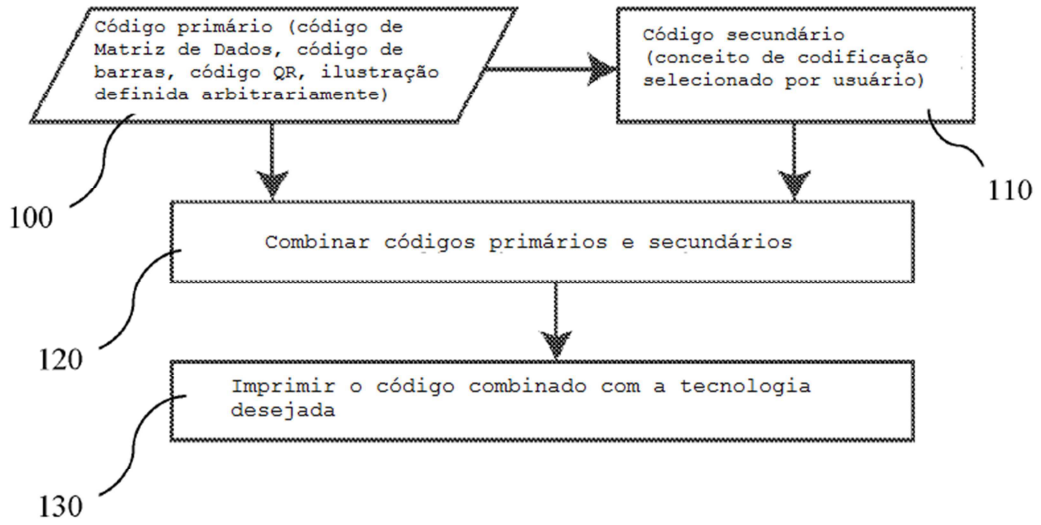 Código primário (código de
Matriz de Dados, código de
barras, código QR, ilustração
definida arbitrariamente)
Código secundário
(conceito de codificação
selecionado por usuário)
100
110
Combinar códigos primários e secundários
120
Imprimir o código combinado com a tecnologia
desejada
130